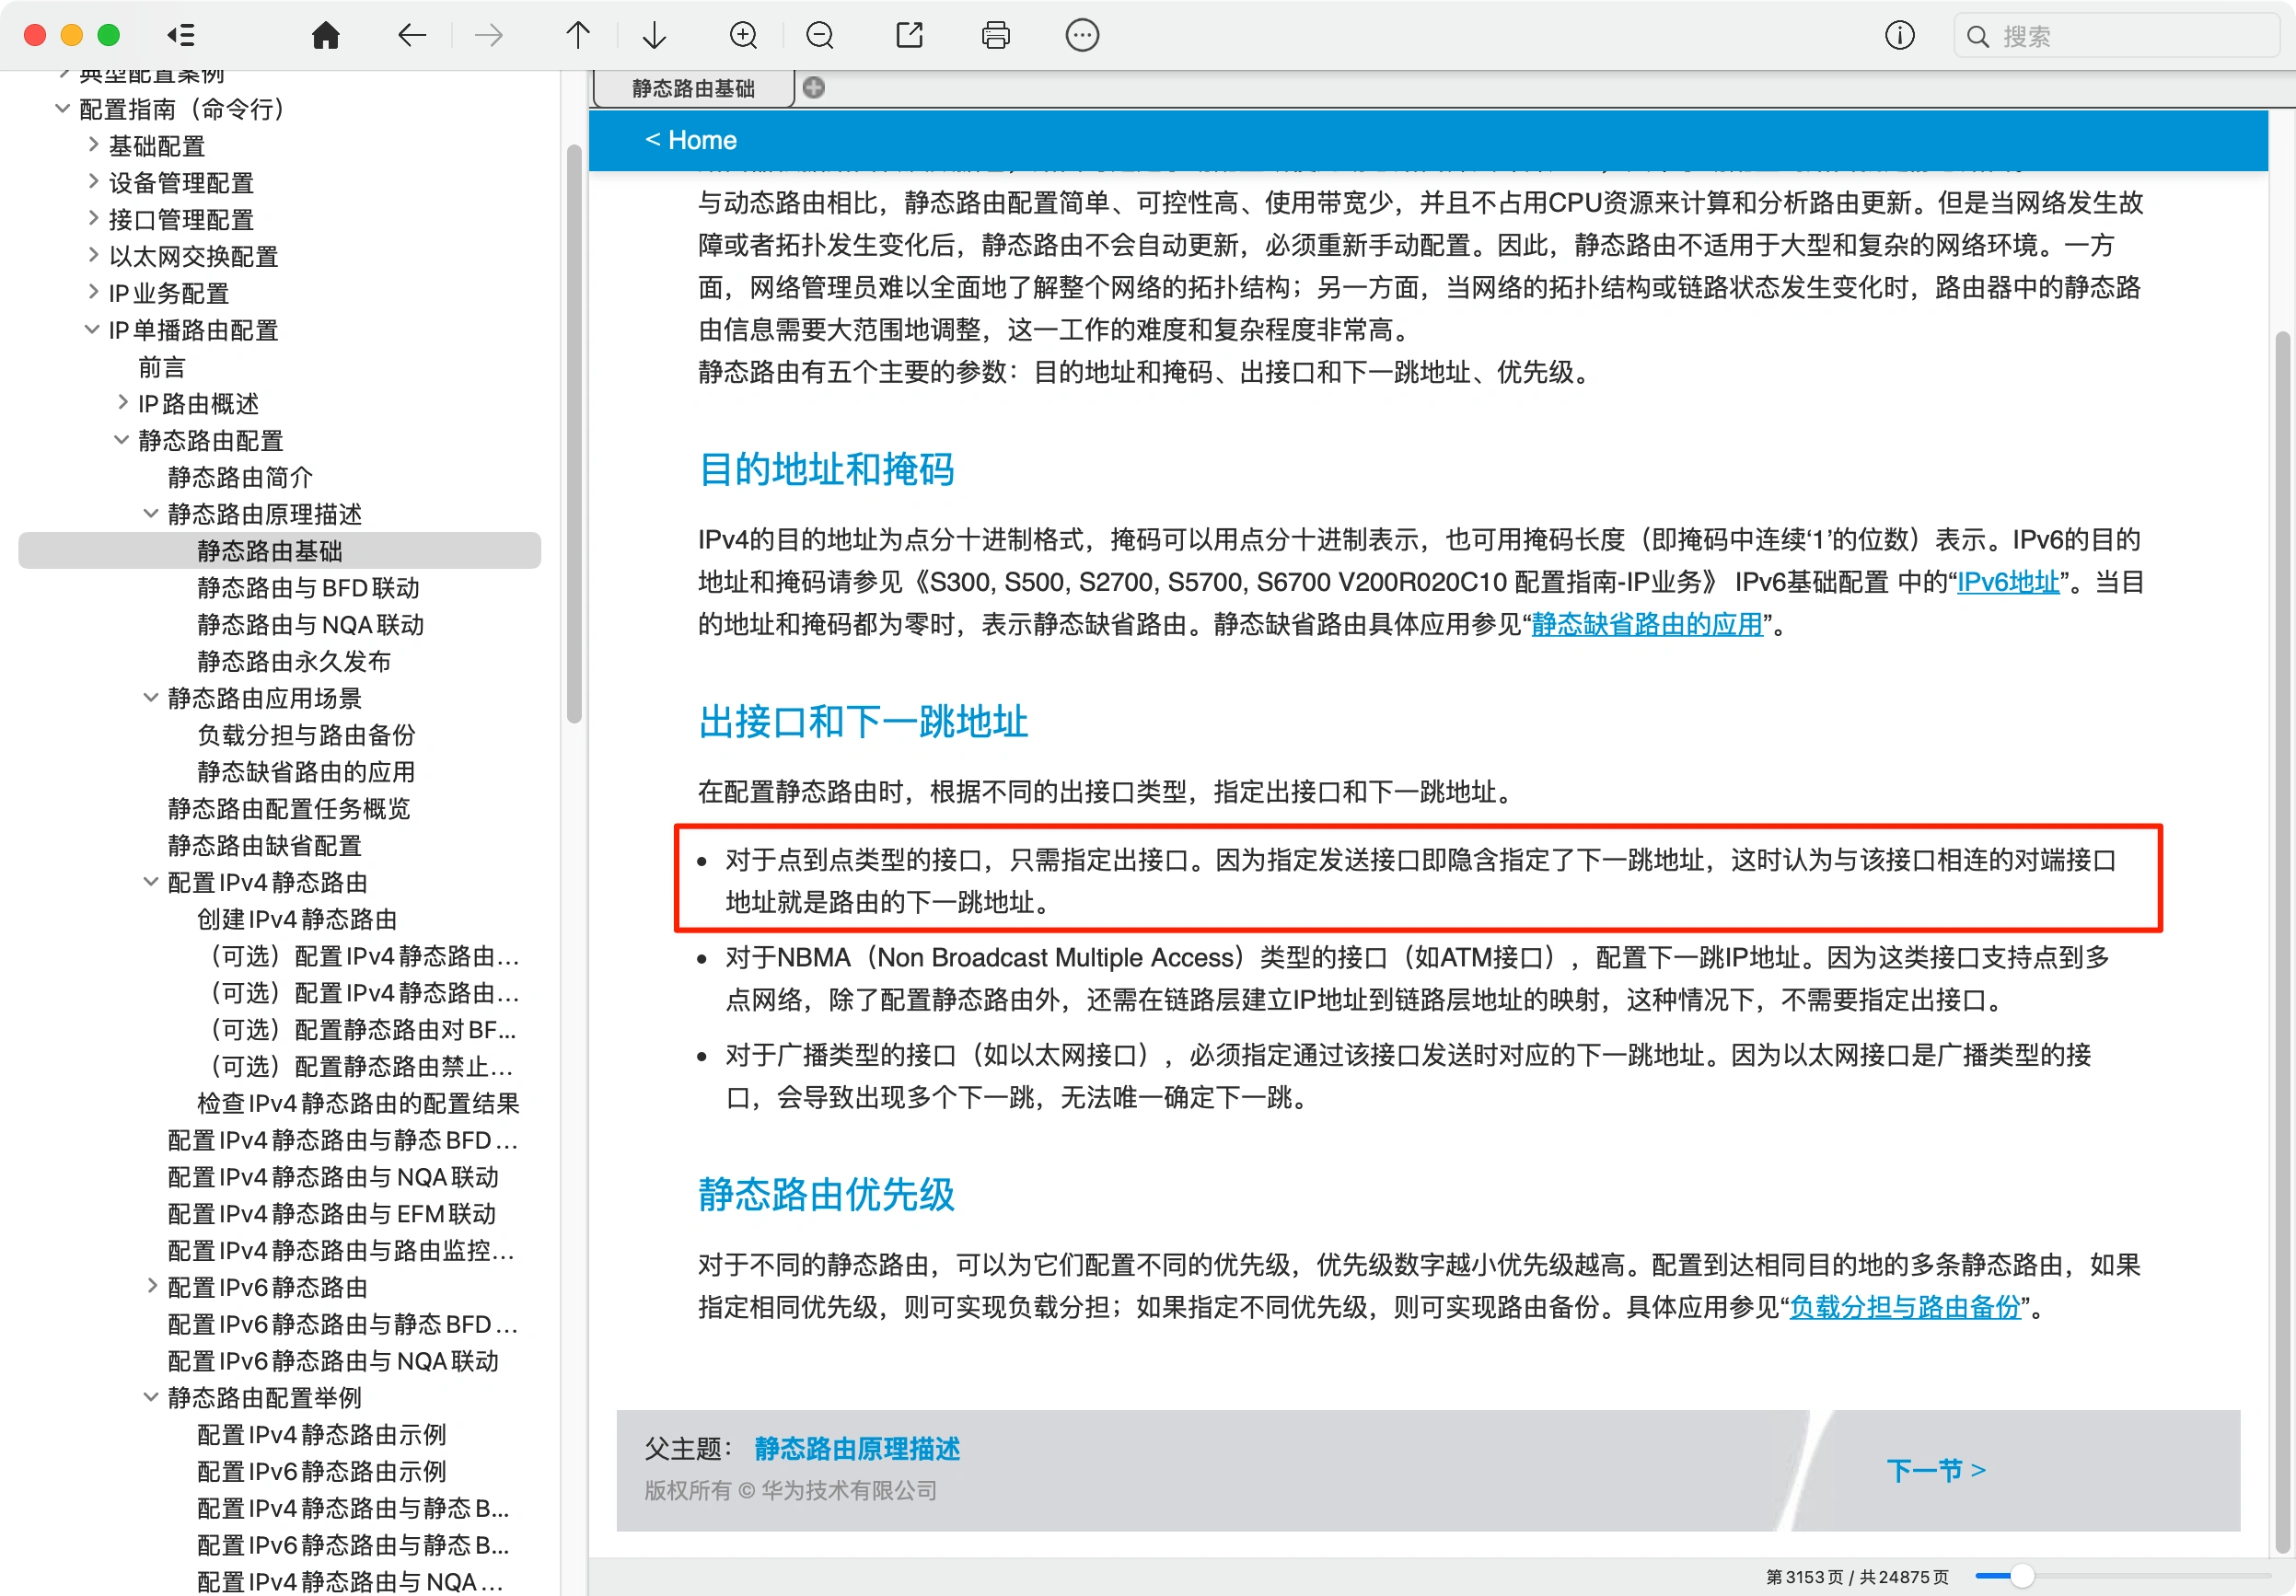 搜索
典型配置案例
配置指南（命令行）
基础配置
设备管理配置
接口管理配置
以太网交换配置
IP业务配置
IP单播路由配置
前言
IP路由概述
静态路由配置
静态路由简介
静态路由原理描述
静态路由基础
静态路由与BFD联动
静态路由与NQA联动
静态路由永久发布
静态路由应用场景
负载分担与路由备份
静态缺省路由的应用
静态路由配置任务概览
静态路由缺省配置
配置IPv4静态路由
创建IPv4静态路由
（可选）配置IPv4静态路由...
（可选）配置IPv4静态路由...
（可选）配置静态路由对BF...
（可选）配置静态路由禁止...
检查IPv4静态路由的配置结果
配置IPv4静态路由与静态BFD...
配置IPv4静态路由与NQA联动
配置IPv4静态路由与EFM联动
配置IPv4静态路由与路由监控...
配置IPv6静态路由
配置IPv6静态路由与静态BFD...
配置IPv6静态路由与NQA联动
静态路由配置举例
配置IPv4静态路由示例
配置IPv6静态路由示例
配置IPv4静态路由与静态B...
配置IPv6静态路由与静态B...
配置IPv4静态路由与NQA...
静态路由基础
< Home
与动态路由相比，静态路由配置简单、可控性高、使用带宽少，并且不占用CPU资源来计算和分析路由更新。但是当网络发生故
障或者拓扑发生变化后，静态路由不会自动更新，必须重新手动配置。因此，静态路由不适用于大型和复杂的网络环境。一方
面，网络管理员难以全面地了解整个网络的拓扑结构；另一方面，当网络的拓扑结构或链路状态发生变化时，路由器中的静态路
由信息需要大范围地调整，这一工作的难度和复杂程度非常高。
静态路由有五个主要的参数：目的地址和掩码、出接口和下一跳地址、优先级。
目的地址和掩码
IPv4的目的地址为点分十进制格式，掩码可以用点分十进制表示，也可用掩码长度（即掩码中连续‘1’的位数）表示。IPv6的目的
地址和掩码请参见《S300, S500, S2700, S5700, S6700 V200R020C10 配置指南-IP业务》 IPv6基础配置 中的“IPv6地址”。当目
的地址和掩码都为零时，表示静态缺省路由。静态缺省路由具体应用参见“静态缺省路由的应用”。
出接口和下一跳地址
在配置静态路由时，根据不同的出接口类型，指定出接口和下一跳地址。
• 对于点到点类型的接口，只需指定出接口。因为指定发送接口即隐含指定了下一跳地址，这时认为与该接口相连的对端接口
地址就是路由的下一跳地址。
• 对于NBMA（Non Broadcast Multiple Access）类型的接口（如ATM接口），配置下一跳IP地址。因为这类接口支持点到多
点网络，除了配置静态路由外，还需在链路层建立IP地址到链路层地址的映射，这种情况下，不需要指定出接口。
• 对于广播类型的接口（如以太网接口），必须指定通过该接口发送时对应的下一跳地址。因为以太网接口是广播类型的接
口，会导致出现多个下一跳，无法唯一确定下一跳。
静态路由优先级
对于不同的静态路由，可以为它们配置不同的优先级，优先级数字越小优先级越高。配置到达相同目的地的多条静态路由，如果
指定相同优先级，则可实现负载分担；如果指定不同优先级，则可实现路由备份。具体应用参见“负载分担与路由备份”。
父主题： 静态路由原理描述
版权所有 © 华为技术有限公司
下一节 >
第3153页 / 共24875页